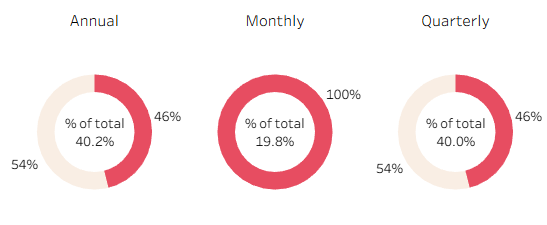 Annual
Monthly
Quarterly
% of total
40.2%
46%
54%
% of total
19.8%
100%
% of total
40.0%
46%
54%